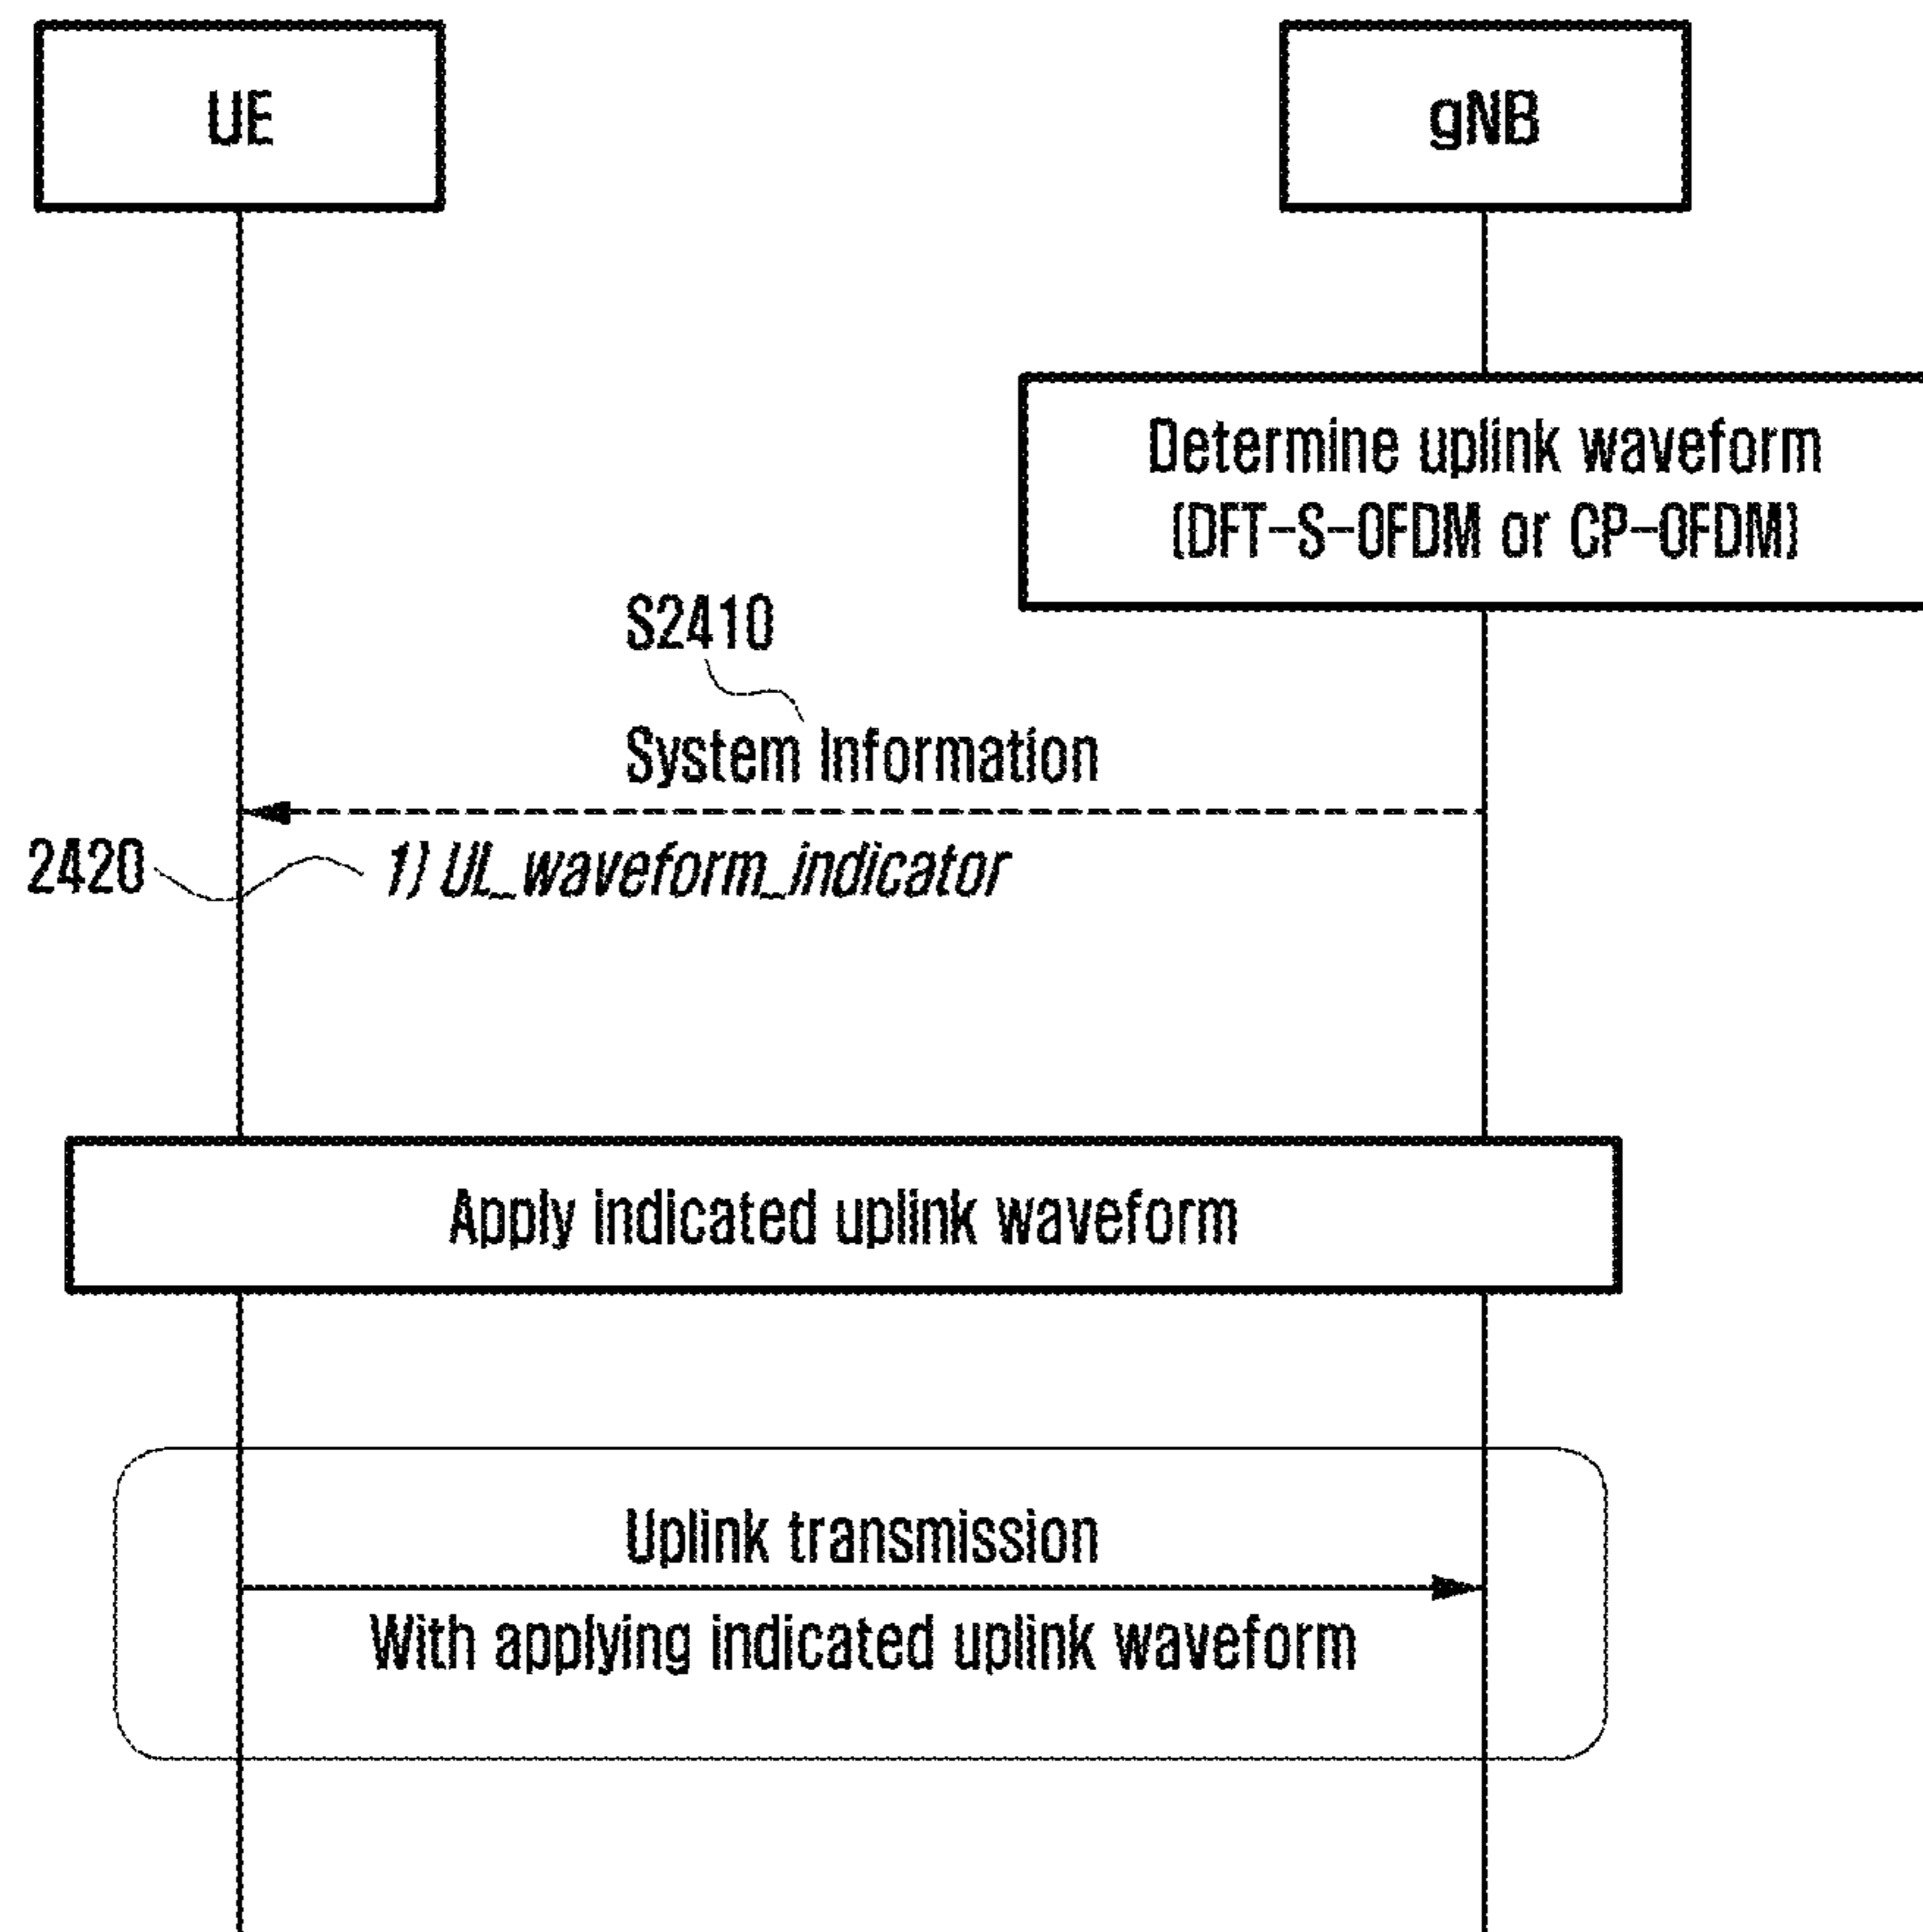 UE
gNB
Determine uplink waveform
(DFT-S-OFDM or CP-OFDM)
S2410
System Information
2420
1) UL_waveform_indicator
Apply indicated uplink waveform
Uplink transmission
With applying indicated uplink waveform